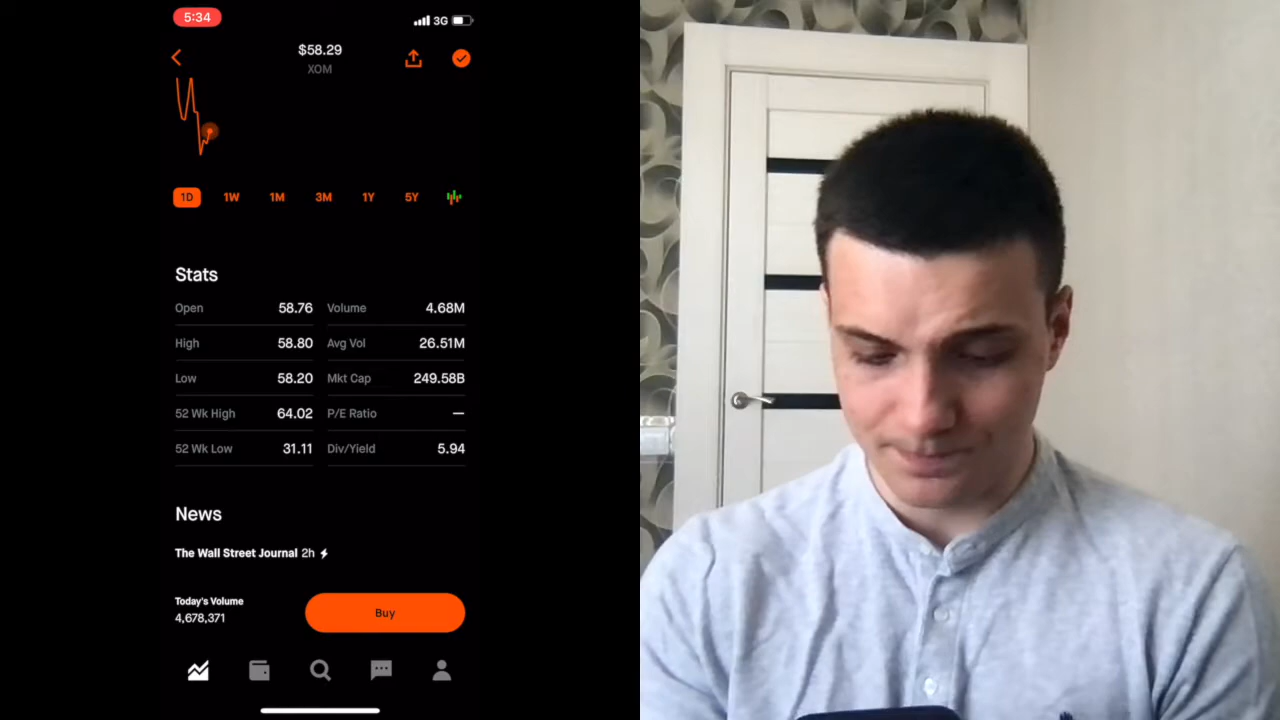 5:34
3G
$58.29
XOM
1D 1W 1M 3M 1Y 5Y
Stats
Open 58.76 Volume 4.68M
High 58.80 Avg Vol 26.51M
Low 58.20 Mkt Cap 249.58B
52 Wk High 64.02 P/E Ratio —
52 Wk Low 31.11 Div/Yield 5.94
News
The Wall Street Journal 2h
Today's Volume
4,678,371
Buy